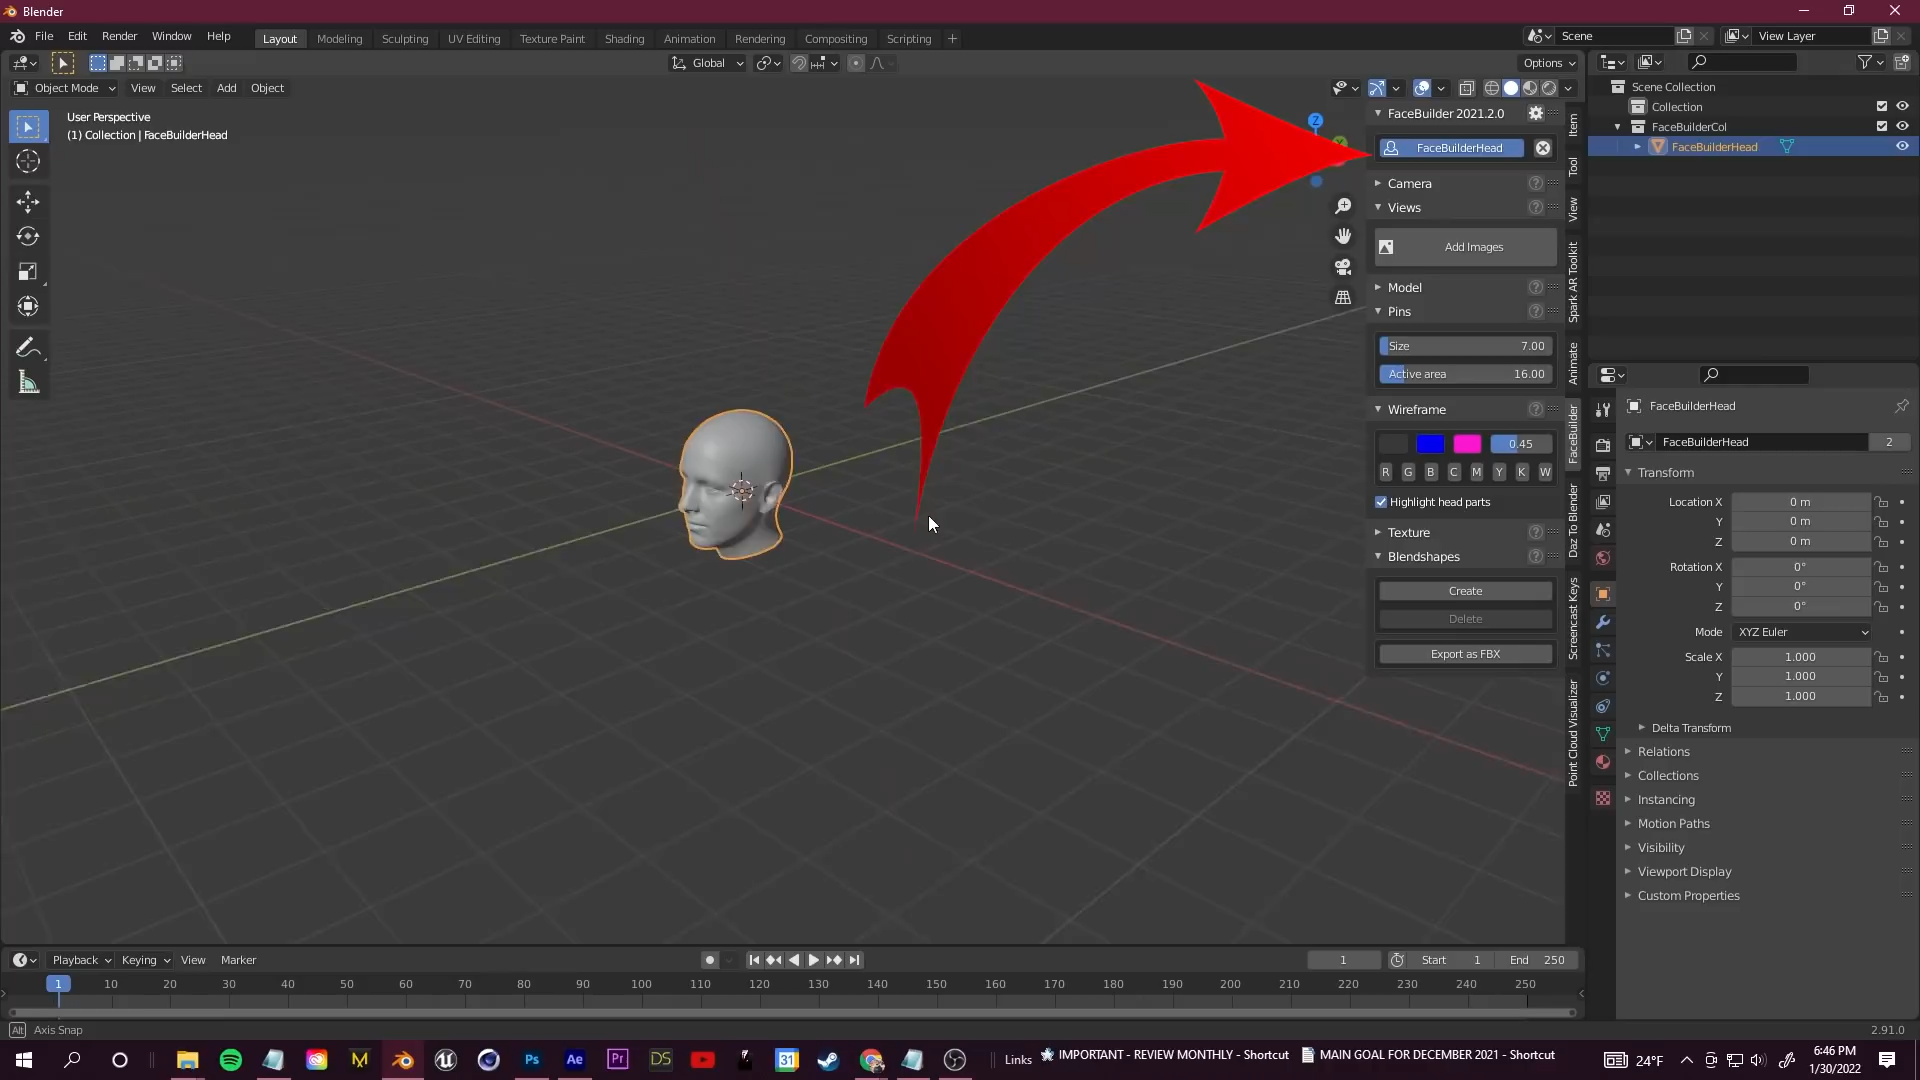 Blender
File Edit Render Window Help
Layout Modeling Sculpting UV Editing Texture Paint Shading Animation Rendering Compositing Scripting +
Scene
View Layer
Global
Options
Object Mode View Select Add Object
User Perspective
(1) Collection | FaceBuilderHead
Z
FaceBuilder 2021.2.0
FaceBuilderHead
Camera
Views
Add Images
Model
Pins
Size 7.00
Active area 16.00
Wireframe
0.45
R G B C M Y K W
Highlight head parts
Texture
Blendshapes
Create
Delete
Export as FBX
Item
Tool
View
Spark AR Toolkit
Animate
FaceBuilder
Daz To Blender
Screencast Keys
Point Cloud Visualizer
Scene Collection
Collection
FaceBuilderCol
FaceBuilderHead
FaceBuilderHead
FaceBuilderHead 2
Transform
Location X 0 m
Y 0 m
Z 0 m
Rotation X 0°
Y 0°
Z 0°
Mode XYZ Euler
Scale X 1.000
Y 1.000
Z 1.000
Delta Transform
Relations
Collections
Instancing
Motion Paths
Visibility
Viewport Display
Custom Properties
Playback Keying View Marker
1 Start 1 End 250
1 10 20 30 40 50 60 70 80 90 100 110 120 130 140 150 160 170 180 190 200 210 220 230 240 250
Alt Axis Snap
2.91.0
Ps Ae Pr DS 31
Links IMPORTANT - REVIEW MONTHLY - Shortcut MAIN GOAL FOR DECEMBER 2021 - Shortcut
24°F
6:46 PM
1/30/2022